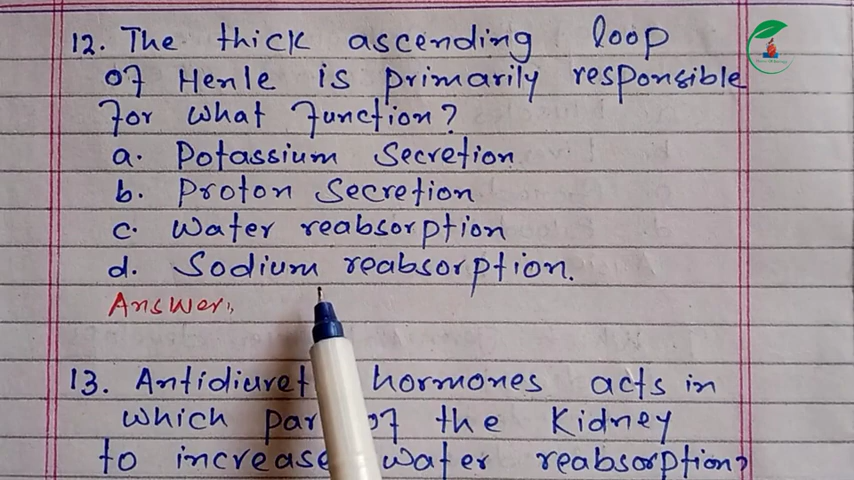 12. The thick ascending loop
of Henle is primarily responsible
for what function?
a. Potassium secretion
b. Proton secretion
c. Water reabsorption
d. Sodium reabsorption.
Answer:
13. Antidiuret hormones acts in
which par of the Kidney
to increase water reabsorption?